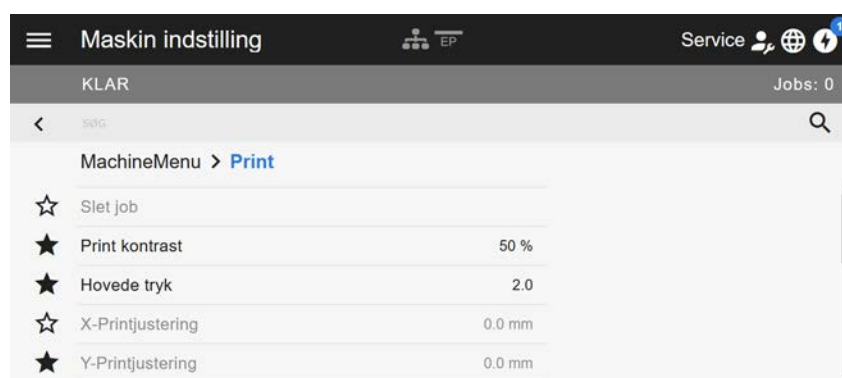 Maskin indstilling EP Service 1
KLAR Jobs: 0
SØG
MachineMenu > Print
Slet job
Print kontrast 50 %
Hovede tryk 2.0
X-Printjustering 0.0 mm
Y-Printjustering 0.0 mm